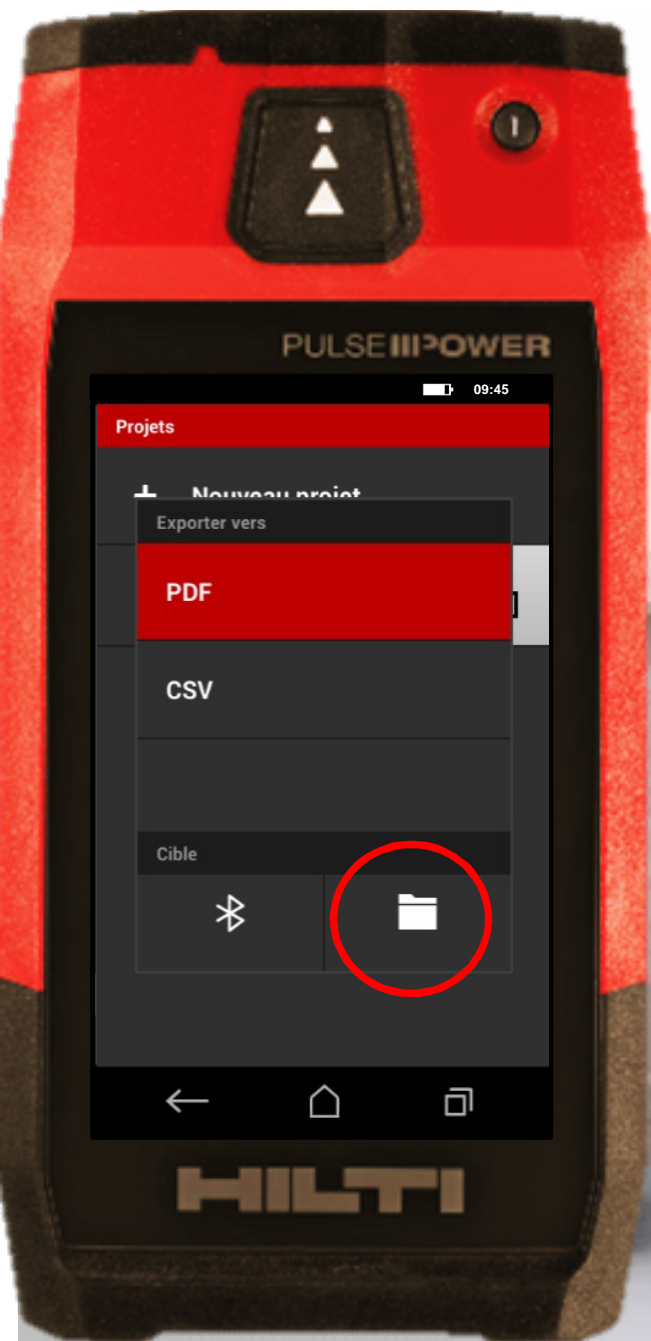 PULSE POWER
09:45
Projets
+ Nouveau projet
Exporter vers
PDF
CSV
Cible
HILTI